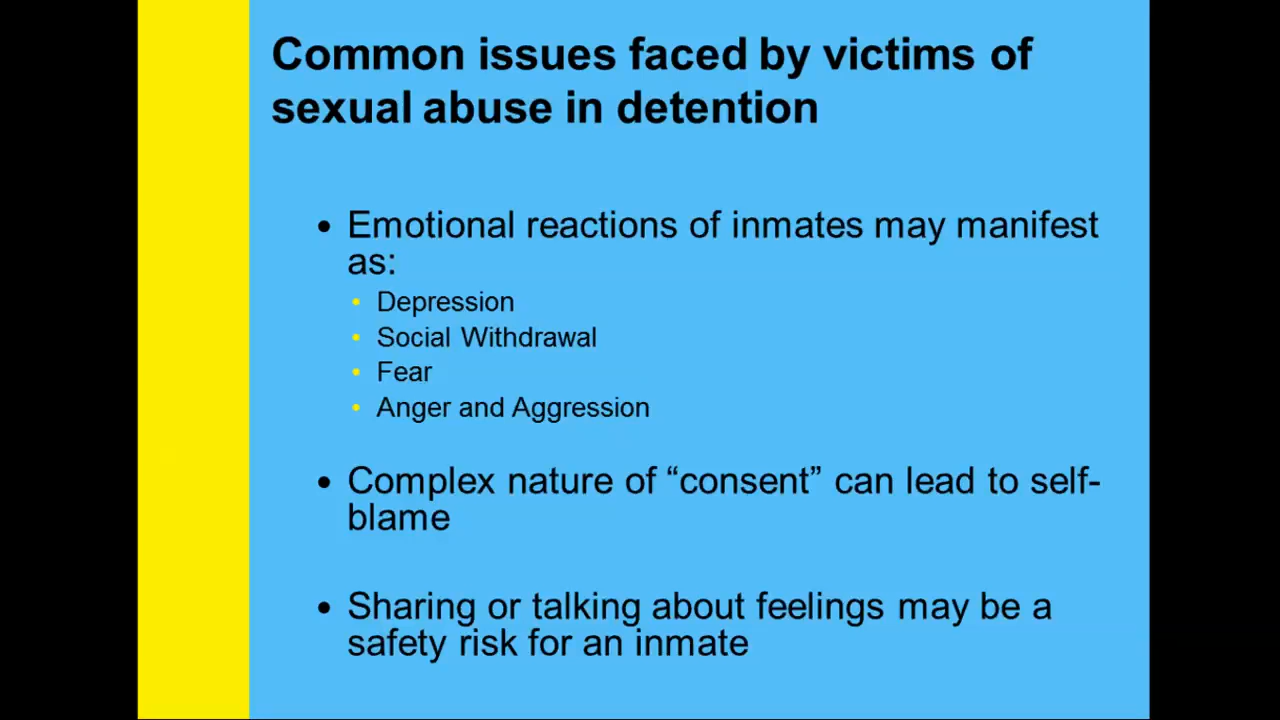 Common issues faced by victims of
sexual abuse in detention
• Emotional reactions of inmates may manifest
as:
• Depression
• Social Withdrawal
• Fear
• Anger and Aggression
• Complex nature of “consent” can lead to self-
blame
• Sharing or talking about feelings may be a
safety risk for an inmate